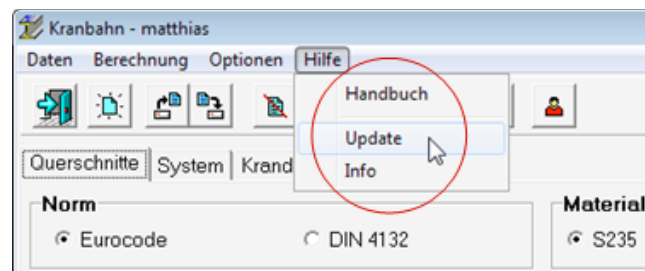 Kranbahn - matthias
Daten Berechnung Optionen Hilfe
Handbuch
Update
Info
Querschnitte System Krand
Norm
Eurocode DIN 4132
Material
S235